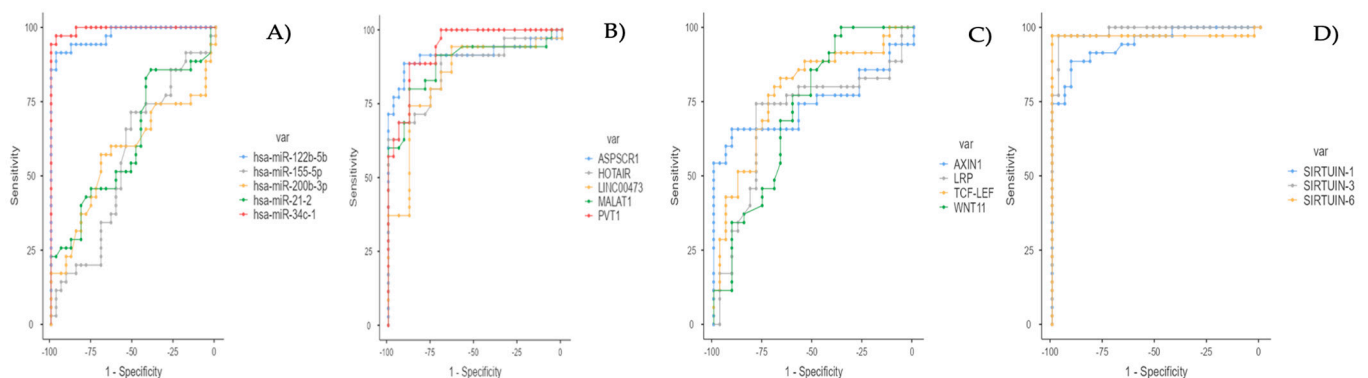 A)
Sensitivity
100
75
50
25
0
-100 -75 -50 -25 0
1 - Specificity
var
hsa-miR-122b-5b
hsa-miR-155-5p
hsa-miR-200b-3p
hsa-miR-21-2
hsa-miR-34c-1
B)
Sensitivity
100
75
50
25
0
-100 -75 -50 -25 0
1 - Specificity
var
ASPSCR1
HOTAIR
LINC00473
MALAT1
PVT1
C)
Sensitivity
100
75
50
25
0
-100 -75 -50 -25 0
1 - Specificity
var
AXIN1
LRP
TCF-LEF
WNT11
D)
Sensitivity
100
75
50
25
0
-100 -75 -50 -25 0
1 - Specificity
var
SIRTUIN-1
SIRTUIN-3
SIRTUIN-6